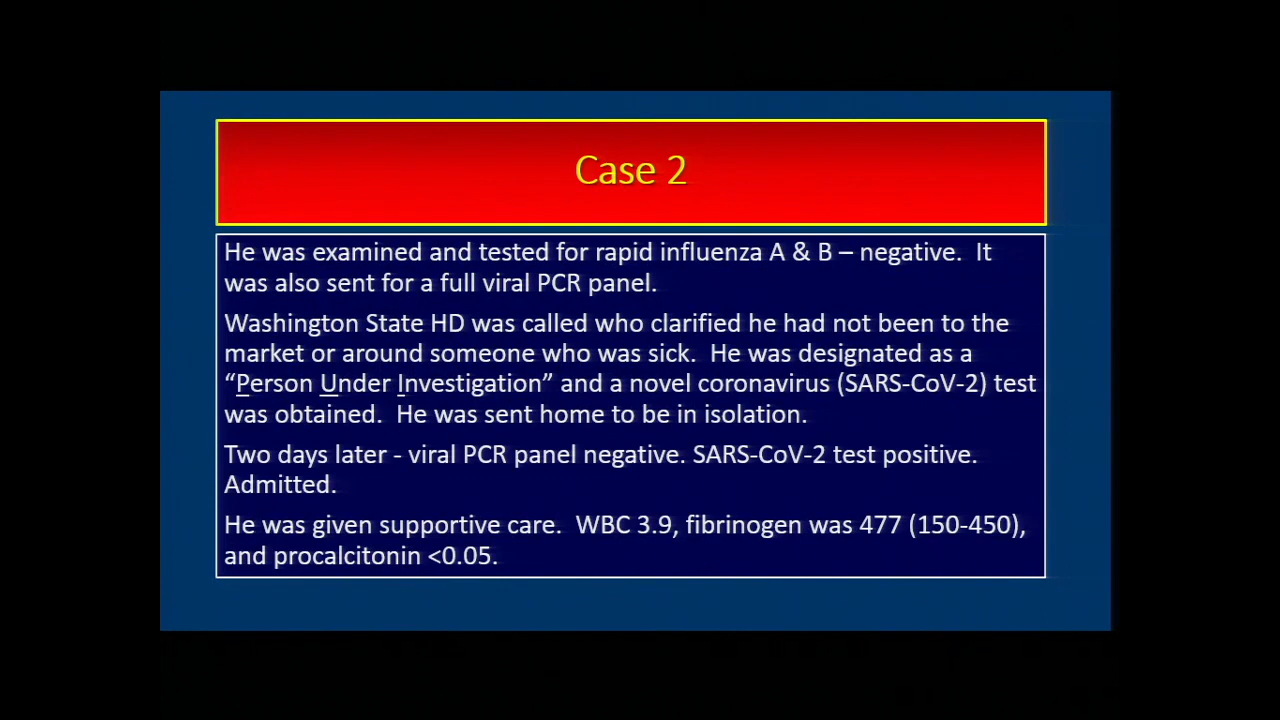 Case 2
He was examined and tested for rapid influenza A & B – negative.  It
was also sent for a full viral PCR panel.
Washington State HD was called who clarified he had not been to the
market or around someone who was sick.  He was designated as a
“Person Under Investigation” and a novel coronavirus (SARS-CoV-2) test
was obtained.  He was sent home to be in isolation.
Two days later - viral PCR panel negative. SARS-CoV-2 test positive.
Admitted.
He was given supportive care.  WBC 3.9, fibrinogen was 477 (150-450),
and procalcitonin <0.05.